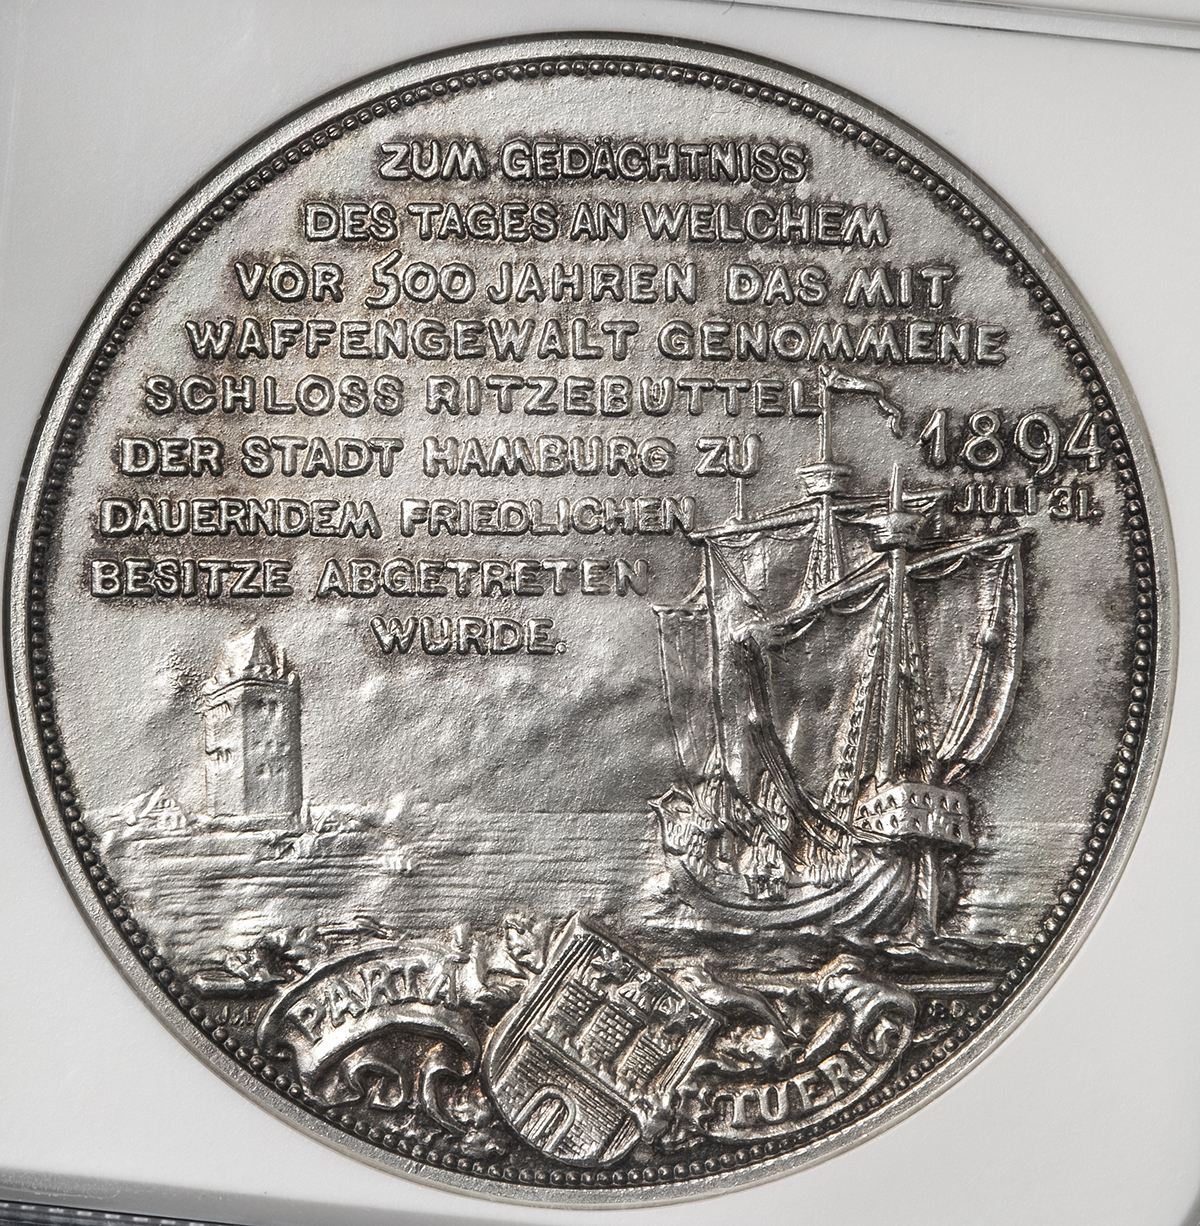 ZUM GEDÄCHTNISS
DES TAGES AN WELCHEM
VOR 500 JAHREN DAS MIT
WAFFENGEWALT GENOMMENE
SCHLOSS RITZEBÜTTEL
DER STADT HAMBURG ZU
DAUERNDEM FRIEDLICHEN
BESITZE ABGETRETEN
WURDE.
1894
JULI 31.
PARTA
TUERI